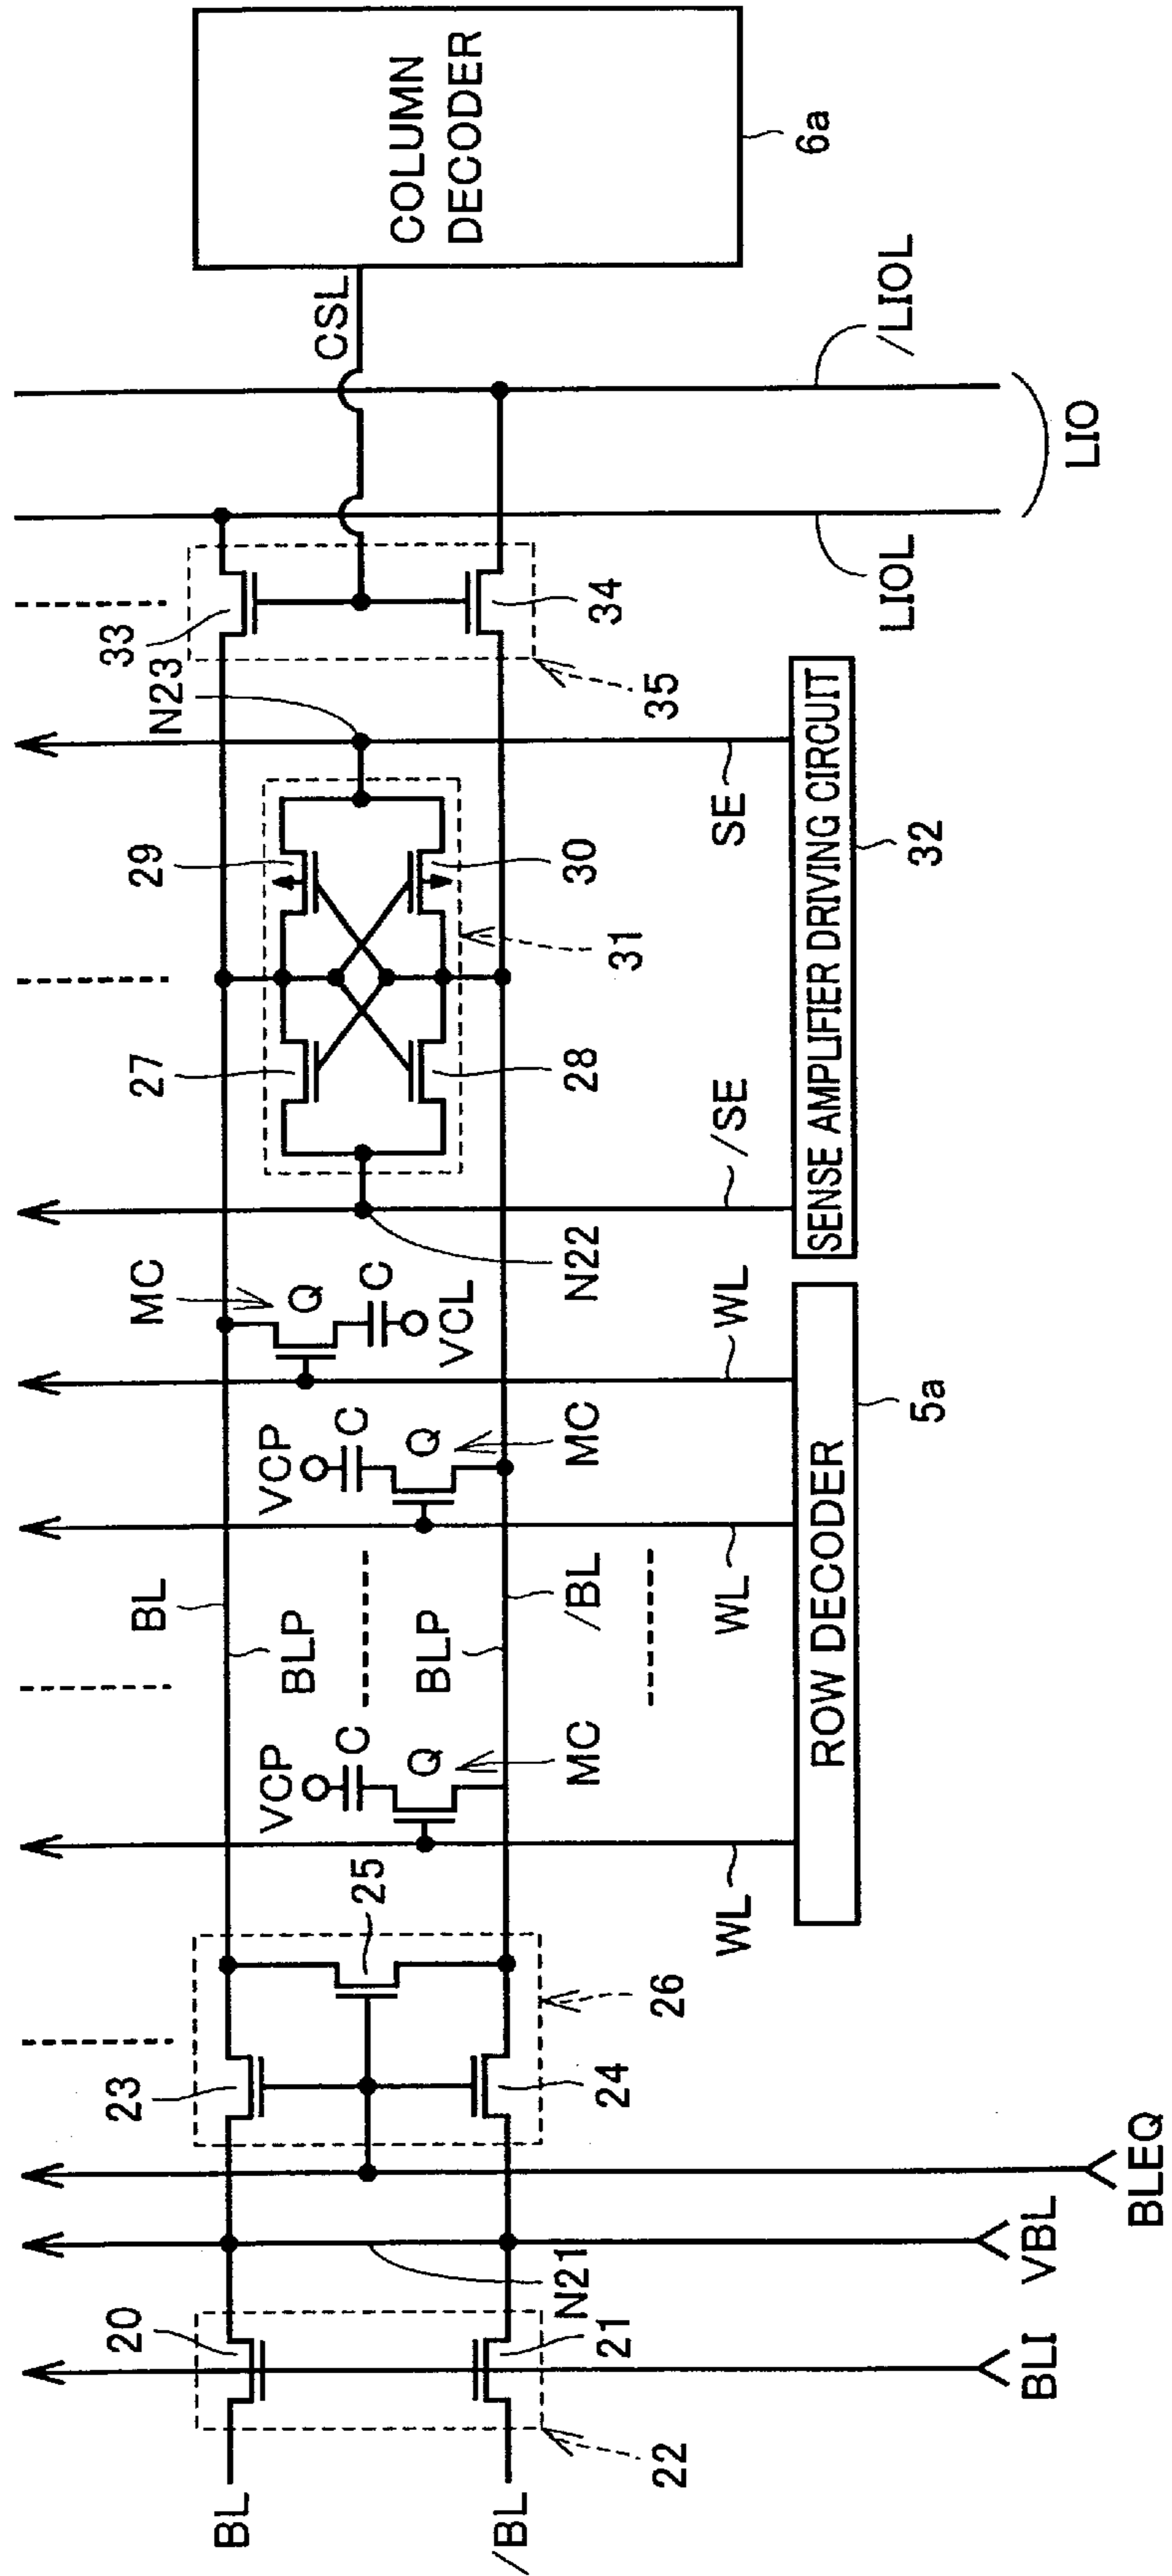 BL
/BL
20
21
22
BLI
N21
VBL
BLEQ
23
24
25
26
BL
BLP
BLP
/BL
VCP
C
Q
MC
WL
VCP
C
Q
MC
WL
MC
Q
C
VCL
WL
ROW DECODER
5a
N22
/SE
27
28
29
30
31
N23
SE
SENSE AMPLIFIER DRIVING CIRCUIT
32
33
34
35
CSL
LIOL
/LIOL
LIO
COLUMN
DECODER
6a